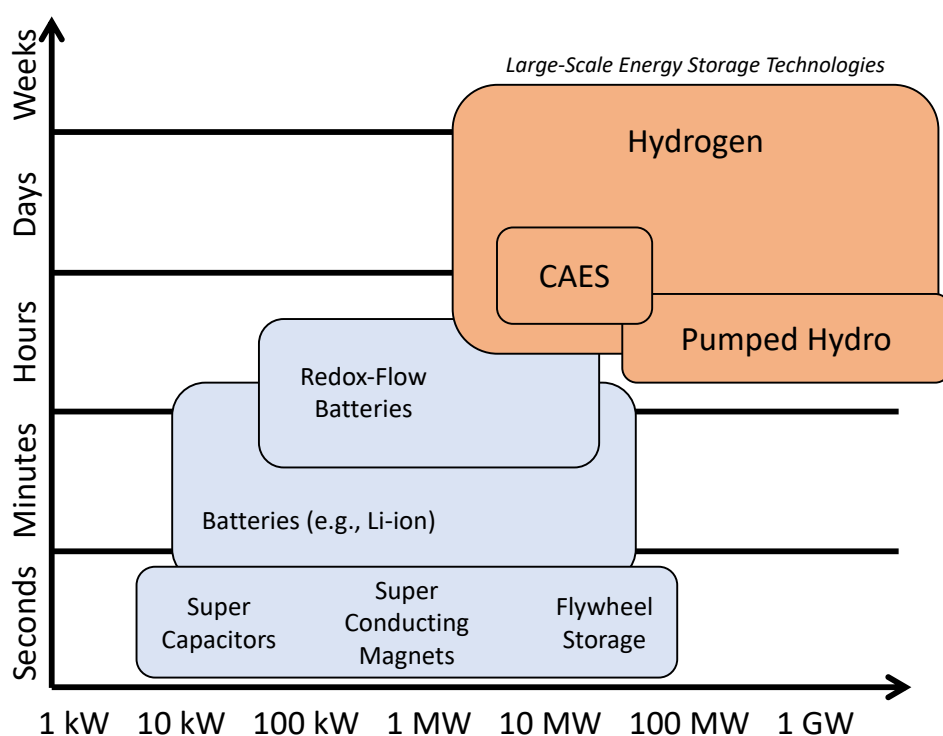 Large-Scale Energy Storage Technologies
Weeks
Days
Hours
Minutes
Seconds
Hydrogen
CAES
Pumped Hydro
Redox-Flow
Batteries
Batteries (e.g., Li-ion)
Super
Capacitors
Super
Conducting
Magnets
Flywheel
Storage
1 kW 10 kW 100 kW 1 MW 10 MW 100 MW 1 GW